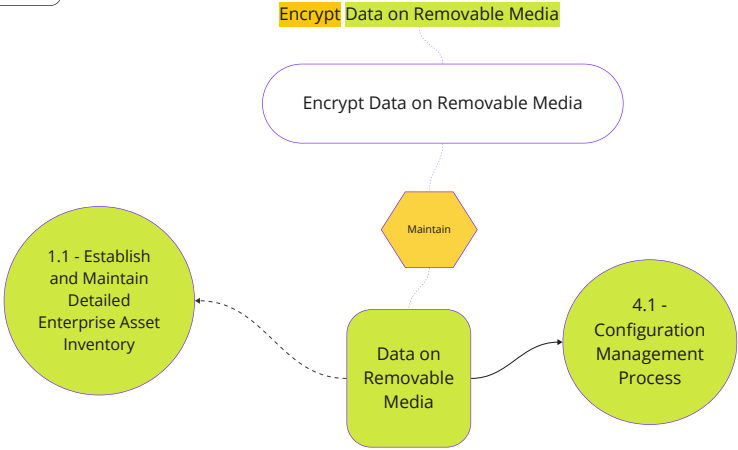 Encrypt Data on Removable Media
Encrypt Data on Removable Media
Maintain
1.1 - Establish
and Maintain
Detailed
Enterprise Asset
Inventory
Data on
Removable
Media
4.1 -
Configuration
Management
Process